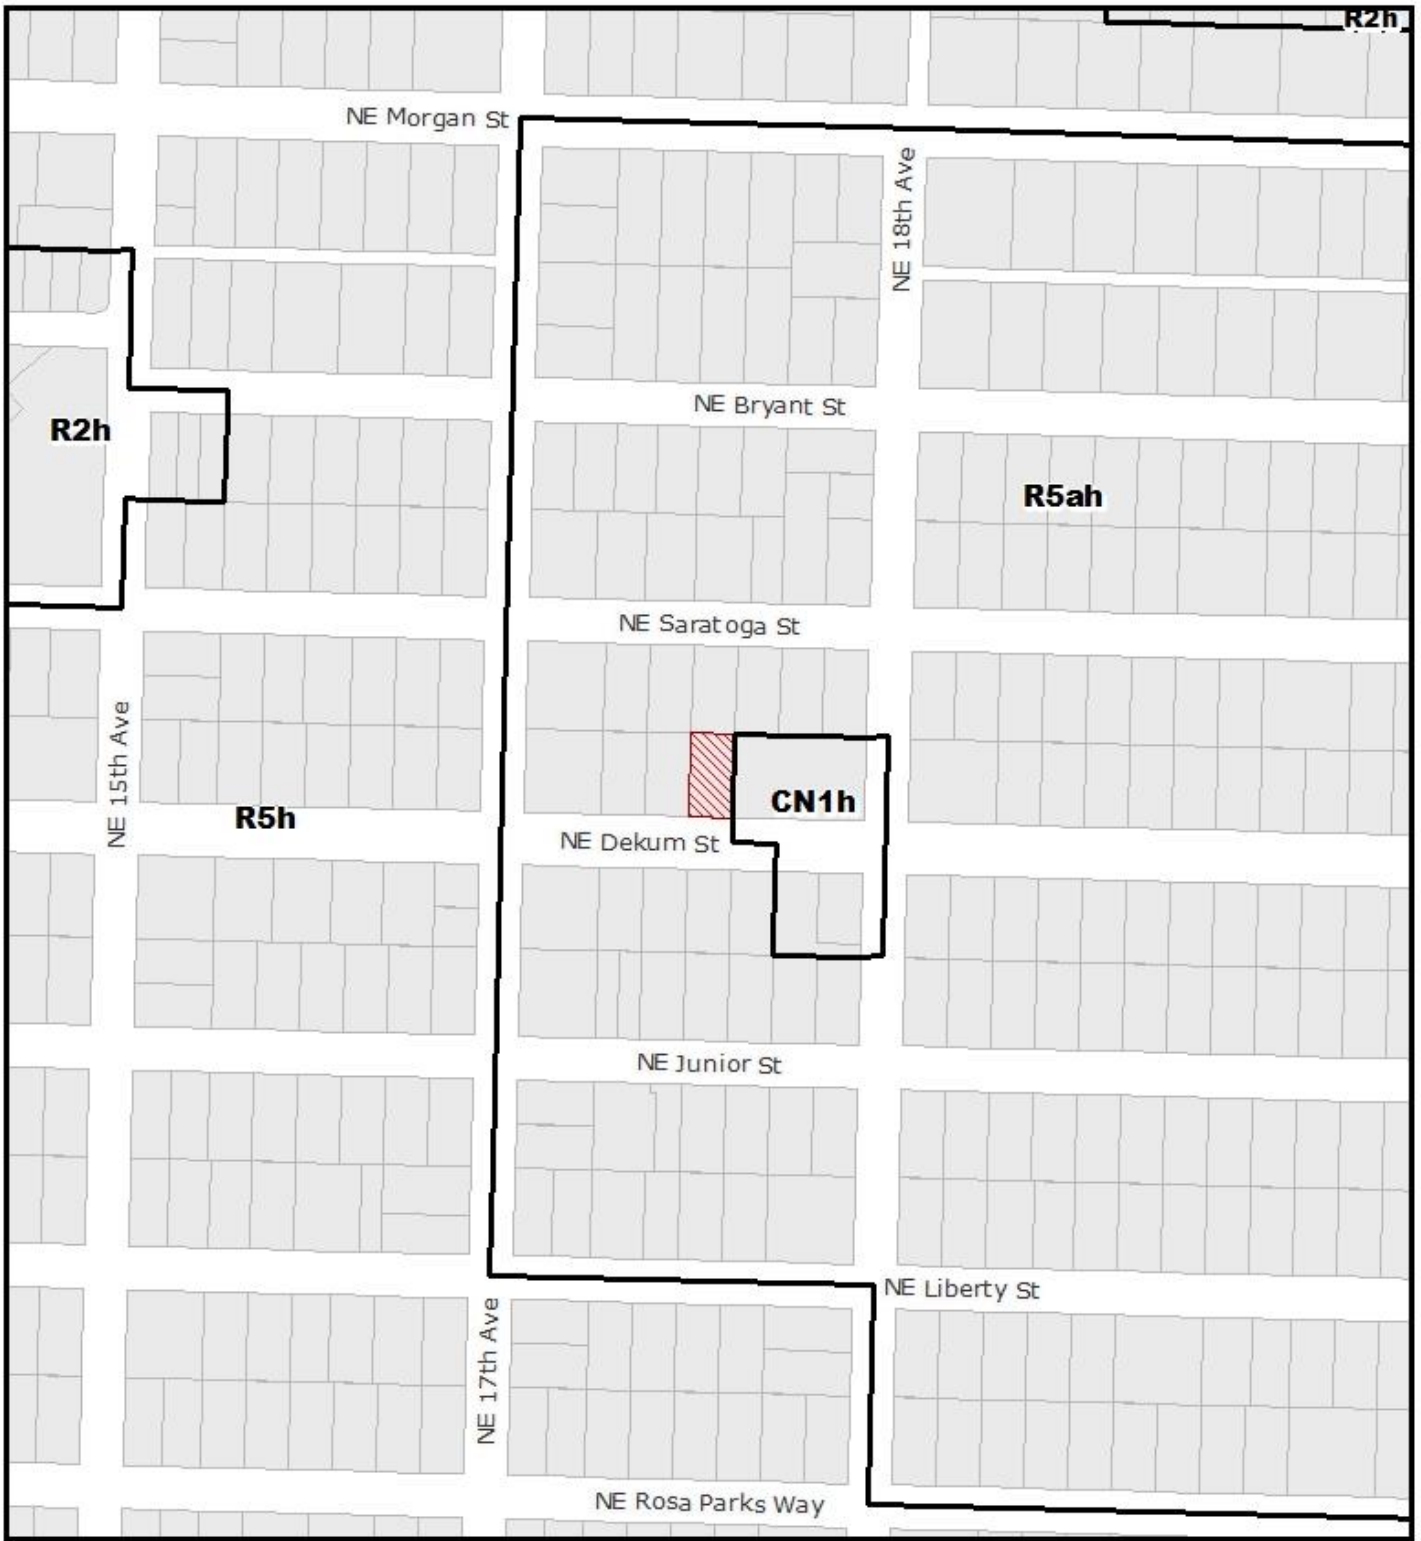 R2h
NE Morgan St
NE 18th Ave
NE Bryant St
R2h
R5ah
NE Saratoga St
NE 15th Ave
CN1h
R5h
NE Dekum St
NE Junior St
NE Liberty St
NE 17th Ave
NE Rosa Parks Way